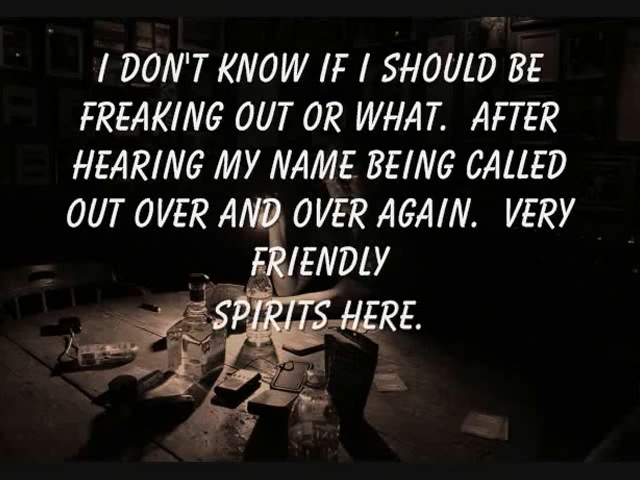 I DON'T KNOW IF I SHOULD BE
FREAKING OUT OR WHAT.  AFTER
HEARING MY NAME BEING CALLED
OUT OVER AND OVER AGAIN.  VERY
FRIENDLY
SPIRITS HERE.